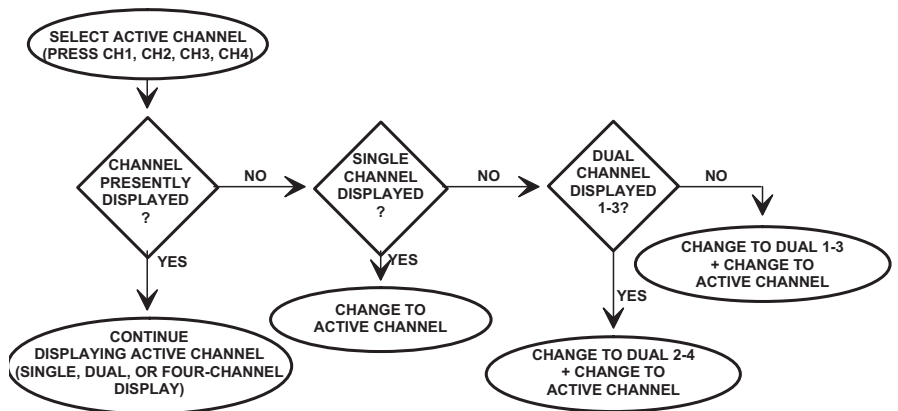 SELECT ACTIVE CHANNEL
(PRESS CH1, CH2, CH3, CH4)
CHANNEL
PRESENTLY
DISPLAYED
?
NO
YES
SINGLE
CHANNEL
DISPLAYED
?
NO
YES
DUAL
CHANNEL
DISPLAYED
1-3?
NO
YES
CONTINUE
DISPLAYING ACTIVE CHANNEL
(SINGLE, DUAL, OR FOUR-CHANNEL
DISPLAY)
CHANGE TO
ACTIVE CHANNEL
CHANGE TO DUAL 2-4
+ CHANGE TO
ACTIVE CHANNEL
CHANGE TO DUAL 1-3
+ CHANGE TO
ACTIVE CHANNEL